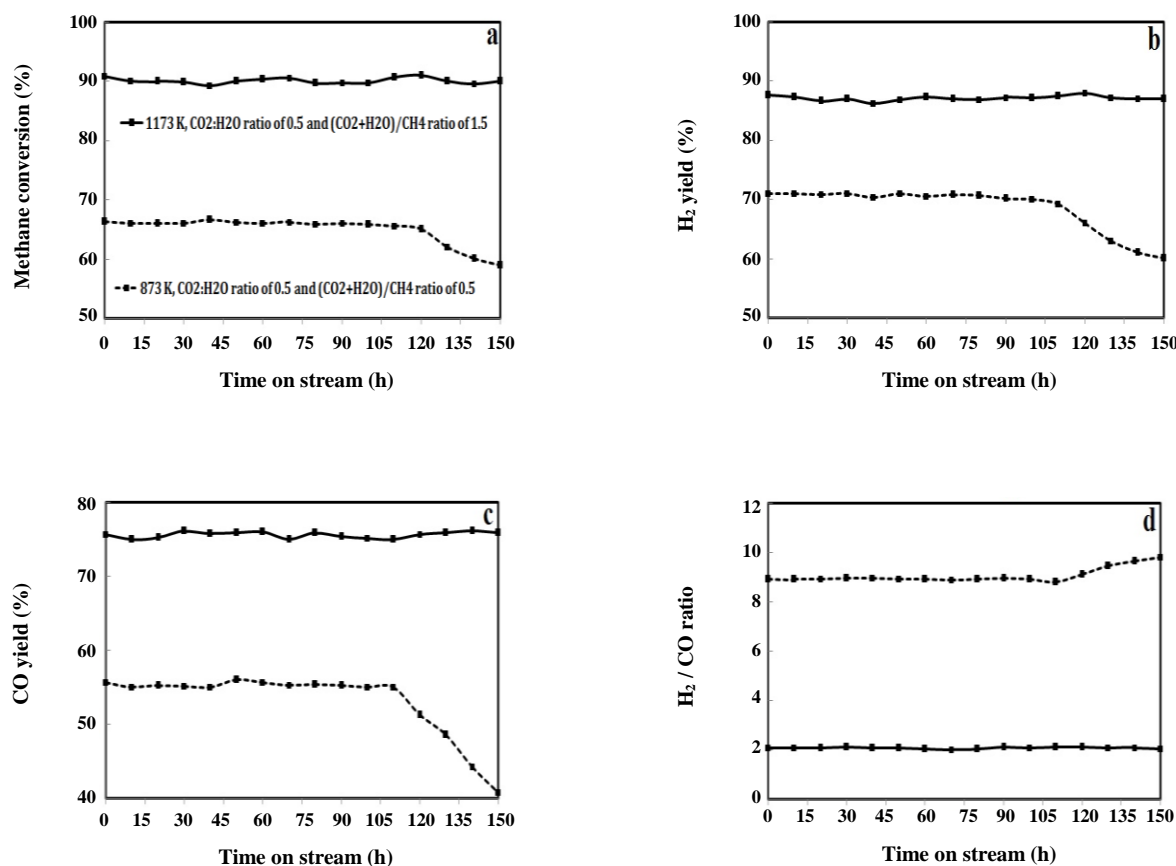 a
Methane conversion (%)
100
90
80
70
60
50
1173 K, CO2:H2O ratio of 0.5 and (CO2+H2O)/CH4 ratio of 1.5
873 K, CO2:H2O ratio of 0.5 and (CO2+H2O)/CH4 ratio of 0.5
0 15 30 45 60 75 90 105 120 135 150
Time on stream (h)
b
H₂ yield (%)
100
90
80
70
60
50
0 15 30 45 60 75 90 105 120 135 150
Time on stream (h)
c
CO yield (%)
80
70
60
50
40
0 15 30 45 60 75 90 105 120 135 150
Time on stream (h)
d
H₂ / CO ratio
12
10
8
6
4
2
0
0 15 30 45 60 75 90 105 120 135 150
Time on stream (h)